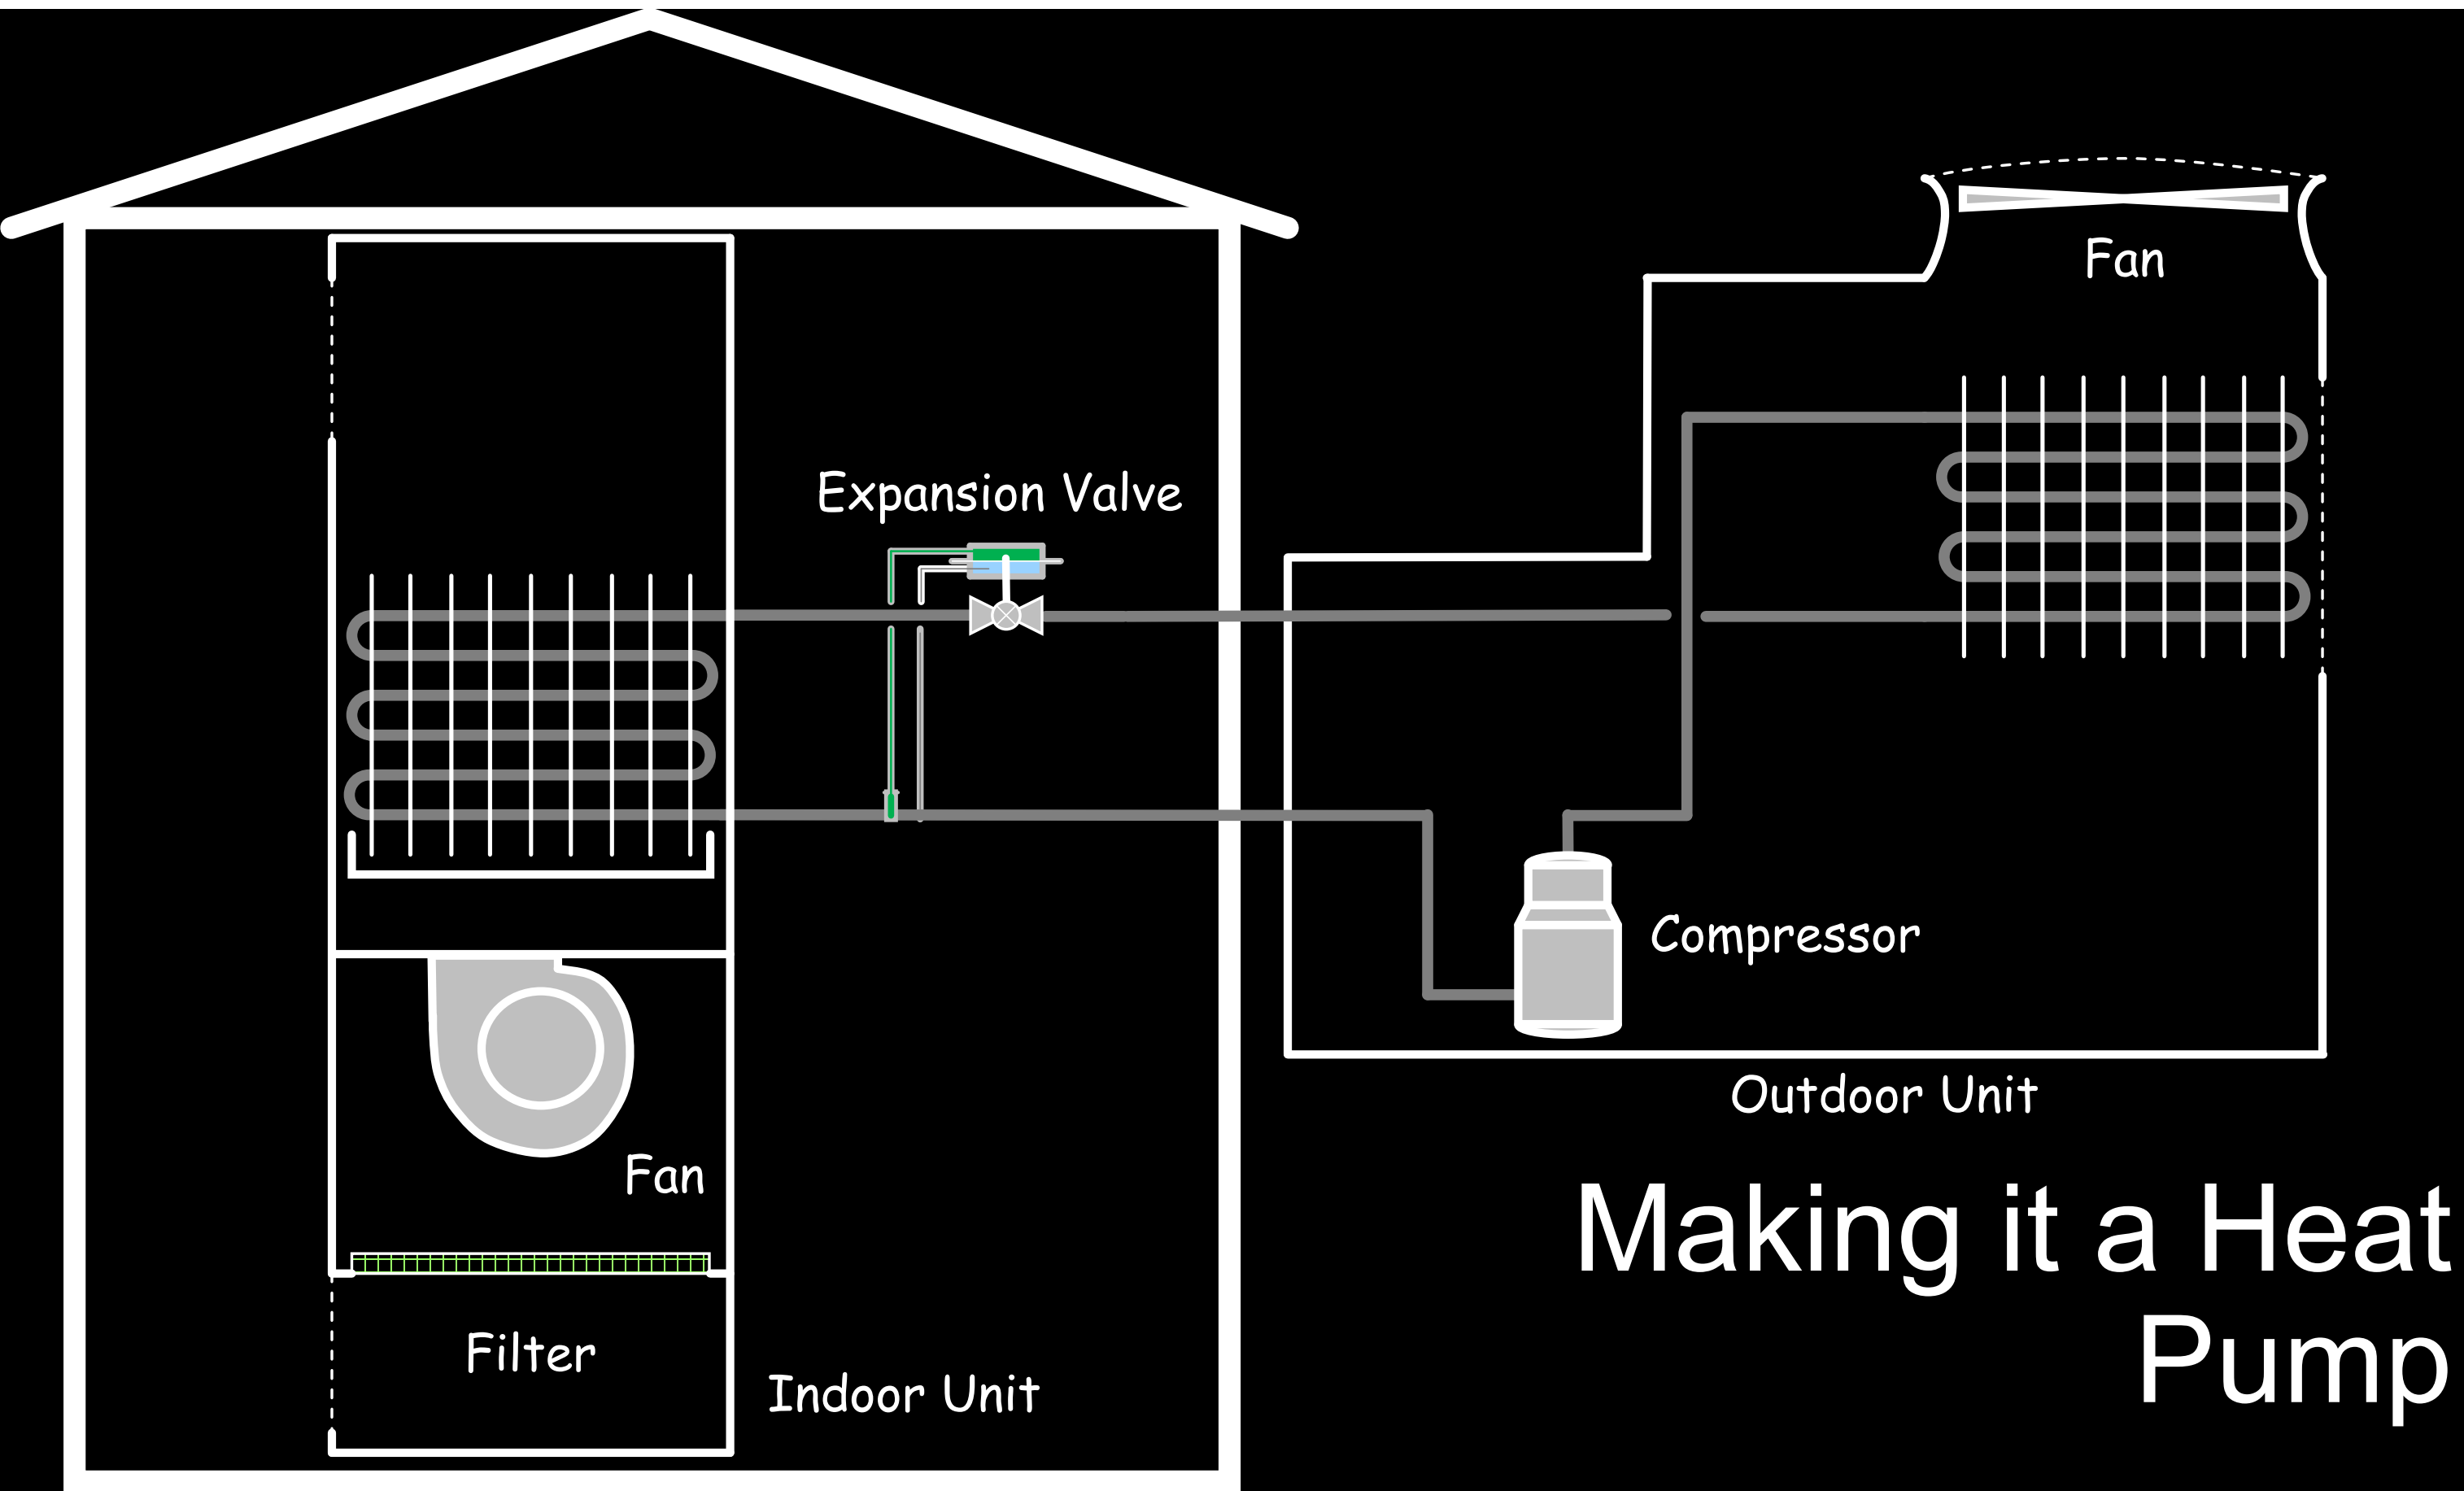 Fan
Expansion Valve
Compressor
Outdoor Unit
Fan
Making it a Heat
Pump
Filter
Indoor Unit